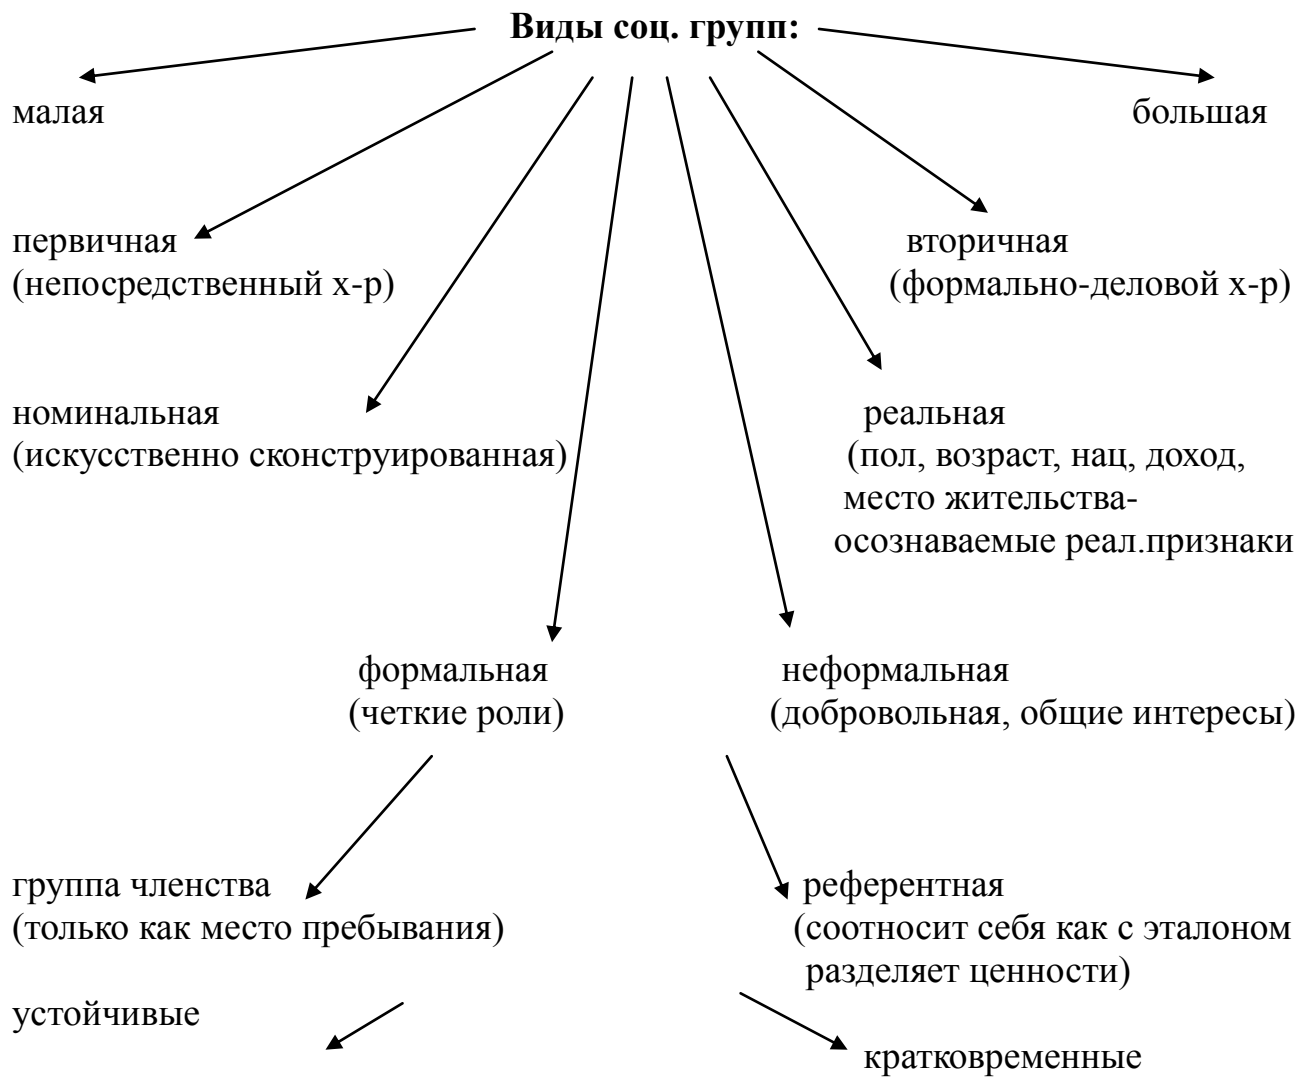 Виды соц. групп:
малая
большая
первичная
(непосредственный х-р)
вторичная
(формально-деловой х-р)
номинальная
(искусственно сконструированная)
реальная
(пол, возраст, нац, доход,
место жительства-
осознаваемые реал.признаки
формальная
(четкие роли)
неформальная
(добровольная, общие интересы)
группа членства
(только как место пребывания)
референтная
(соотносит себя как с эталоном
разделяет ценности)
устойчивые
кратковременные